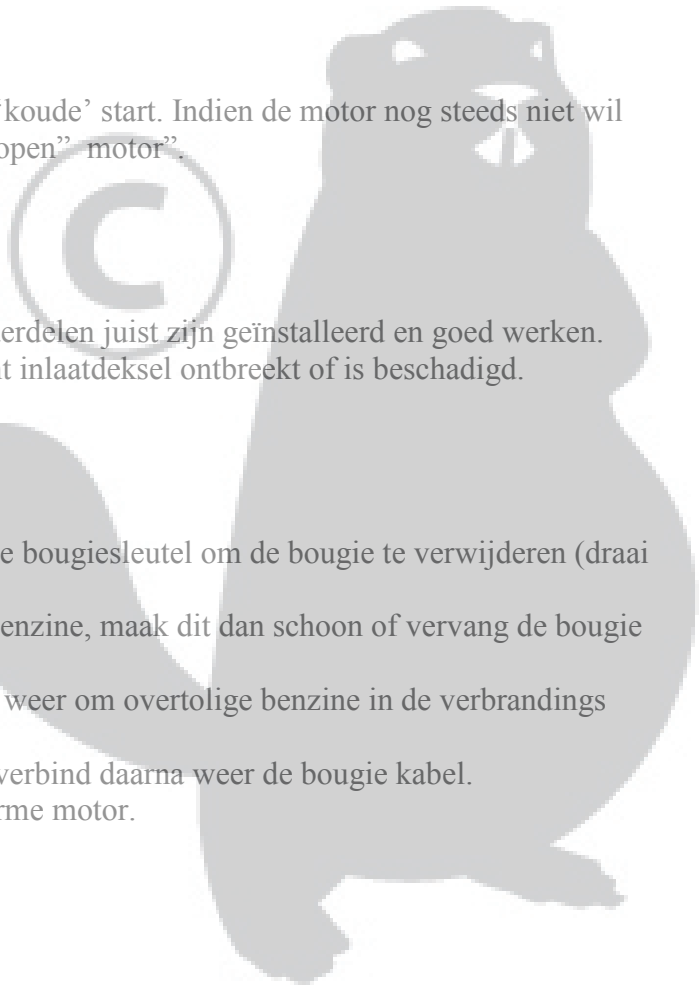 ‘koude’ start. Indien de motor nog steeds niet wil
open” motor”.
©
erdelen juist zijn geïnstalleerd en goed werken.
t inlaatdeksel ontbreekt of is beschadigd.
e bougiesleutel om de bougie te verwijderen (draai
enzine, maak dit dan schoon of vervang de bougie
weer om overtolige benzine in de verbrandings
verbind daarna weer de bougie kabel.
rme motor.